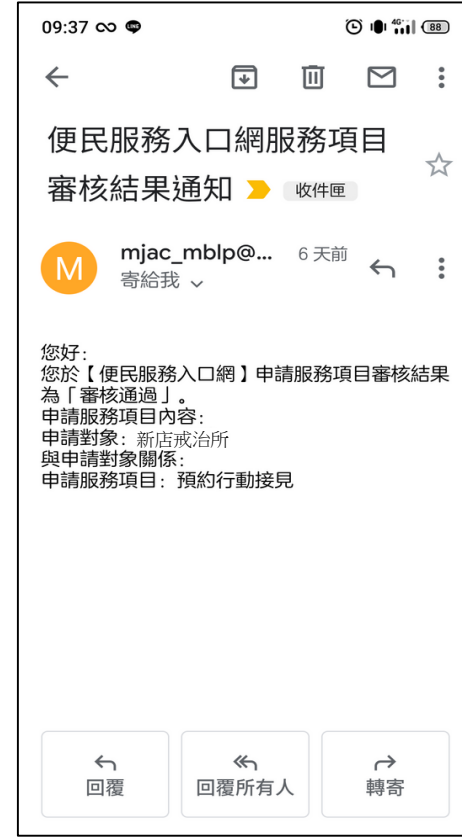 09:37 LINE 4G+ 88
便民服務入口網服務項目
審核結果通知 收件匣
M mjac_mblp@... 6 天前
寄給我
您好:
您於【便民服務入口網】申請服務項目審核結果
為「審核通過」。
申請服務項目內容:
申請對象: 新店戒治所
與申請對象關係:
申請服務項目: 預約行動接見
回覆 回覆所有人 轉寄